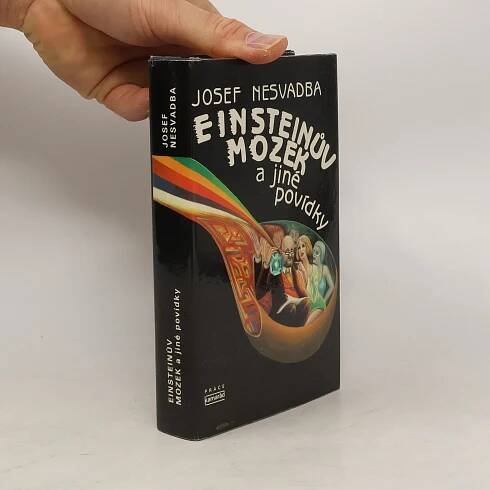 JOSEF NESVADBA
EINSTEINŮV
MOZEK
a jiné
povídky
JOSEF
NESVADBA
EINSTEINŮV
MOZEK a jiné povídky
PRÁCE
kamarád